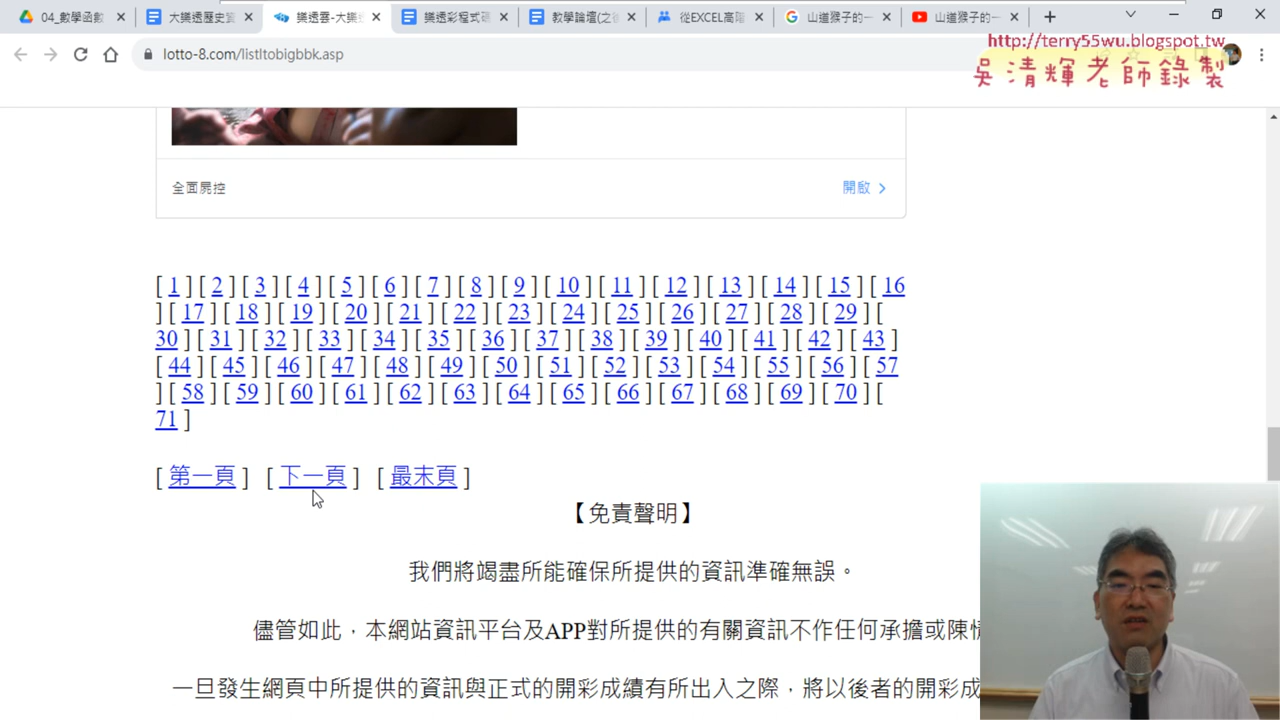 04_數學函數
大樂透歷史資
樂透雲-大樂透
樂透彩程式碼
教學論壇(之後
從EXCEL高階
山道猴子的一
山道猴子的一
lotto-8.com/listltobigbbk.asp
http://terry55wu.blogspot.tw
吳清輝老師錄製
全面屍控
開啟
[ 1 ] [ 2 ] [ 3 ] [ 4 ] [ 5 ] [ 6 ] [ 7 ] [ 8 ] [ 9 ] [ 10 ] [ 11 ] [ 12 ] [ 13 ] [ 14 ] [ 15 ] [ 16
] [ 17 ] [ 18 ] [ 19 ] [ 20 ] [ 21 ] [ 22 ] [ 23 ] [ 24 ] [ 25 ] [ 26 ] [ 27 ] [ 28 ] [ 29 ] [
30 ] [ 31 ] [ 32 ] [ 33 ] [ 34 ] [ 35 ] [ 36 ] [ 37 ] [ 38 ] [ 39 ] [ 40 ] [ 41 ] [ 42 ] [ 43 ]
[ 44 ] [ 45 ] [ 46 ] [ 47 ] [ 48 ] [ 49 ] [ 50 ] [ 51 ] [ 52 ] [ 53 ] [ 54 ] [ 55 ] [ 56 ] [ 57
] [ 58 ] [ 59 ] [ 60 ] [ 61 ] [ 62 ] [ 63 ] [ 64 ] [ 65 ] [ 66 ] [ 67 ] [ 68 ] [ 69 ] [ 70 ] [
71 ]
[ 第一頁 ] [ 下一頁 ] [ 最末頁 ]
【免責聲明】
我們將竭盡所能確保所提供的資訊準確無誤。
儘管如此，本網站資訊平台及APP對所提供的有關資訊不作任何承擔或陳
一旦發生網頁中所提供的資訊與正式的開彩成績有所出入之際，將以後者的開彩成